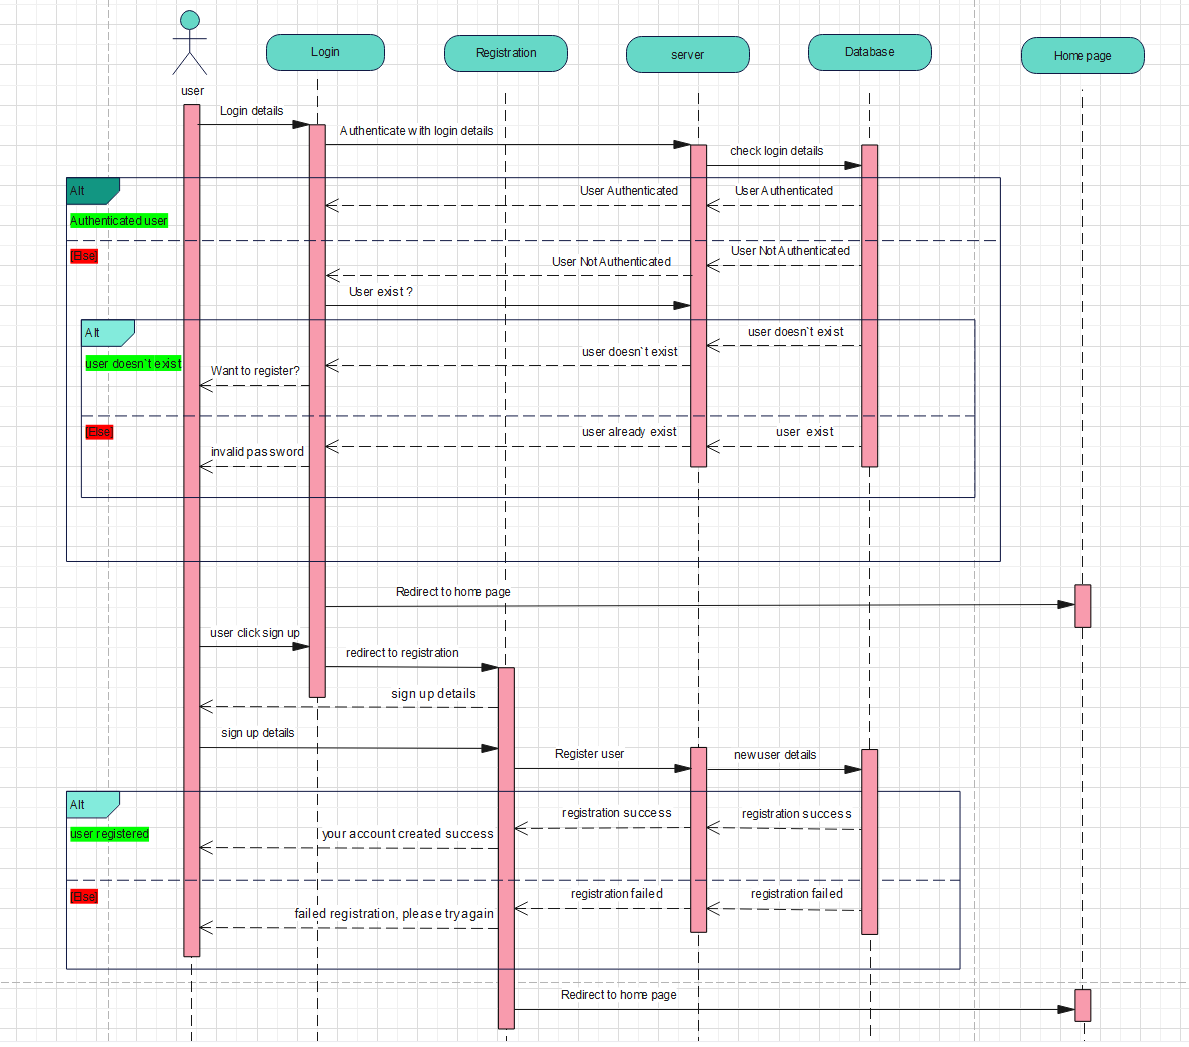 Login
Registration
server
Database
Home page
user
Login details
Authenticate with login details
check login details
Alt
User Authenticated
User Authenticated
Authenticated user
[Else]
User Not Authenticated
User Not Authenticated
User exist ?
Alt
user doesn`t exist
user doesn`t exist
user doesn`t exist
Want to register?
[Else]
user already exist
user exist
invalid password
Redirect to home page
user click sign up
redirect to registration
sign up details
sign up details
Register user
new user details
Alt
registration success
registration success
user registered
your account created success
[Else]
registration failed
registration failed
failed registration, please try again
Redirect to home page